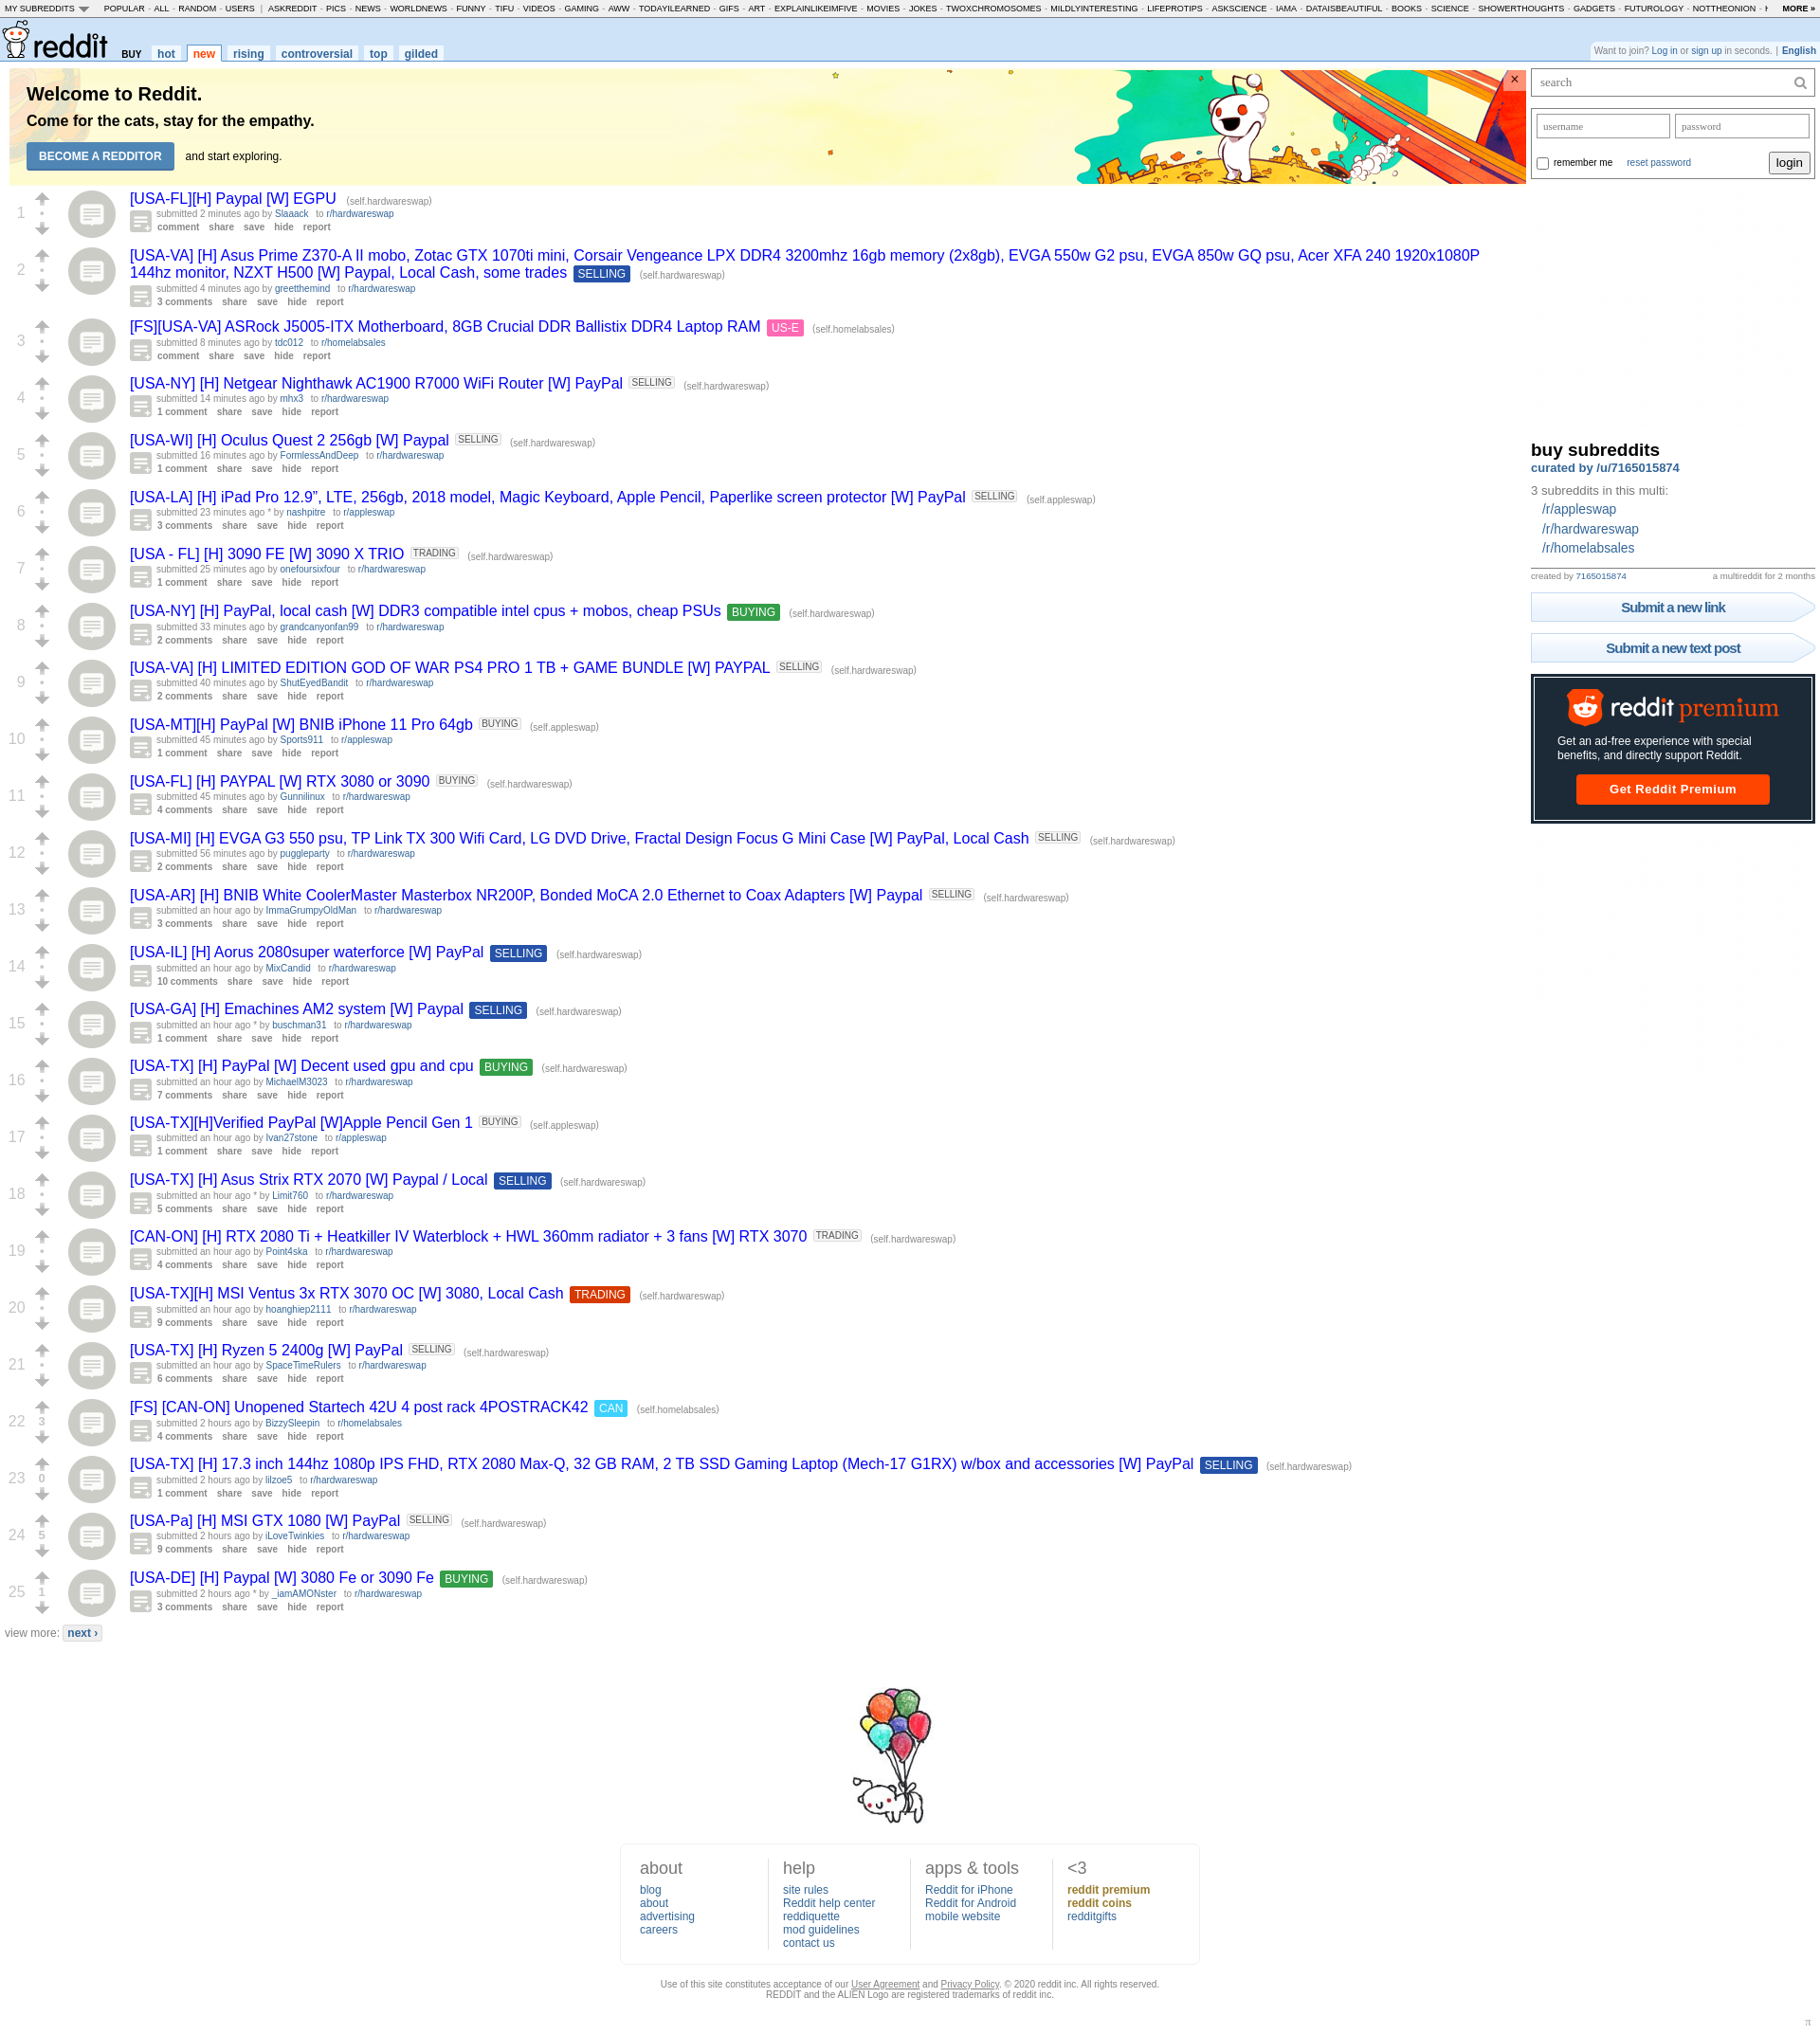 MY SUBREDDITS POPULAR - ALL - RANDOM - USERS | ASKREDDIT - PICS - NEWS - WORLDNEWS - FUNNY - TIFU - VIDEOS - GAMING - AWW - TODAYILEARNED - GIFS - ART - EXPLAINLIKEIMFIVE - MOVIES - JOKES - TWOXCHROMOSOMES - MILDLYINTERESTING - LIFEPROTIPS - ASKSCIENCE - IAMA - DATAISBEAUTIFUL - BOOKS - SCIENCE - SHOWERTHOUGHTS - GADGETS - FUTUROLOGY - NOTTHEONION - MORE »
reddit BUY hot new rising controversial top gilded
Want to join? Log in or sign up in seconds. | English
Welcome to Reddit.
Come for the cats, stay for the empathy.
BECOME A REDDITOR and start exploring.
×
search
username password
remember me reset password login
1
[USA-FL][H] Paypal [W] EGPU (self.hardwareswap)
submitted 2 minutes ago by Slaaack to r/hardwareswap
comment share save hide report
2
[USA-VA] [H] Asus Prime Z370-A II mobo, Zotac GTX 1070ti mini, Corsair Vengeance LPX DDR4 3200mhz 16gb memory (2x8gb), EVGA 550w G2 psu, EVGA 850w GQ psu, Acer XFA 240 1920x1080P
144hz monitor, NZXT H500 [W] Paypal, Local Cash, some trades SELLING (self.hardwareswap)
submitted 4 minutes ago by greetthemind to r/hardwareswap
3 comments share save hide report
3
[FS][USA-VA] ASRock J5005-ITX Motherboard, 8GB Crucial DDR Ballistix DDR4 Laptop RAM US-E (self.homelabsales)
submitted 8 minutes ago by tdc012 to r/homelabsales
comment share save hide report
4
[USA-NY] [H] Netgear Nighthawk AC1900 R7000 WiFi Router [W] PayPal SELLING (self.hardwareswap)
submitted 14 minutes ago by mhx3 to r/hardwareswap
1 comment share save hide report
5
[USA-WI] [H] Oculus Quest 2 256gb [W] Paypal SELLING (self.hardwareswap)
submitted 16 minutes ago by FormlessAndDeep to r/hardwareswap
1 comment share save hide report
6
[USA-LA] [H] iPad Pro 12.9”, LTE, 256gb, 2018 model, Magic Keyboard, Apple Pencil, Paperlike screen protector [W] PayPal SELLING (self.appleswap)
submitted 23 minutes ago * by nashpitre to r/appleswap
3 comments share save hide report
7
[USA - FL] [H] 3090 FE [W] 3090 X TRIO TRADING (self.hardwareswap)
submitted 25 minutes ago by onefoursixfour to r/hardwareswap
1 comment share save hide report
8
[USA-NY] [H] PayPal, local cash [W] DDR3 compatible intel cpus + mobos, cheap PSUs BUYING (self.hardwareswap)
submitted 33 minutes ago by grandcanyonfan99 to r/hardwareswap
2 comments share save hide report
9
[USA-VA] [H] LIMITED EDITION GOD OF WAR PS4 PRO 1 TB + GAME BUNDLE [W] PAYPAL SELLING (self.hardwareswap)
submitted 40 minutes ago by ShutEyedBandit to r/hardwareswap
2 comments share save hide report
10
[USA-MT][H] PayPal [W] BNIB iPhone 11 Pro 64gb BUYING (self.appleswap)
submitted 45 minutes ago by Sports911 to r/appleswap
1 comment share save hide report
11
[USA-FL] [H] PAYPAL [W] RTX 3080 or 3090 BUYING (self.hardwareswap)
submitted 45 minutes ago by Gunnilinux to r/hardwareswap
4 comments share save hide report
12
[USA-MI] [H] EVGA G3 550 psu, TP Link TX 300 Wifi Card, LG DVD Drive, Fractal Design Focus G Mini Case [W] PayPal, Local Cash SELLING (self.hardwareswap)
submitted 56 minutes ago by puggleparty to r/hardwareswap
2 comments share save hide report
13
[USA-AR] [H] BNIB White CoolerMaster Masterbox NR200P, Bonded MoCA 2.0 Ethernet to Coax Adapters [W] Paypal SELLING (self.hardwareswap)
submitted an hour ago by ImmaGrumpyOldMan to r/hardwareswap
3 comments share save hide report
14
[USA-IL] [H] Aorus 2080super waterforce [W] PayPal SELLING (self.hardwareswap)
submitted an hour ago by MixCandid to r/hardwareswap
10 comments share save hide report
15
[USA-GA] [H] Emachines AM2 system [W] Paypal SELLING (self.hardwareswap)
submitted an hour ago * by buschman31 to r/hardwareswap
1 comment share save hide report
16
[USA-TX] [H] PayPal [W] Decent used gpu and cpu BUYING (self.hardwareswap)
submitted an hour ago by MichaelM3023 to r/hardwareswap
7 comments share save hide report
17
[USA-TX][H]Verified PayPal [W]Apple Pencil Gen 1 BUYING (self.appleswap)
submitted an hour ago by Ivan27stone to r/appleswap
1 comment share save hide report
18
[USA-TX] [H] Asus Strix RTX 2070 [W] Paypal / Local SELLING (self.hardwareswap)
submitted an hour ago * by Limit760 to r/hardwareswap
5 comments share save hide report
19
[CAN-ON] [H] RTX 2080 Ti + Heatkiller IV Waterblock + HWL 360mm radiator + 3 fans [W] RTX 3070 TRADING (self.hardwareswap)
submitted an hour ago by Point4ska to r/hardwareswap
4 comments share save hide report
20
[USA-TX][H] MSI Ventus 3x RTX 3070 OC [W] 3080, Local Cash TRADING (self.hardwareswap)
submitted an hour ago by hoanghiep2111 to r/hardwareswap
9 comments share save hide report
21
[USA-TX] [H] Ryzen 5 2400g [W] PayPal SELLING (self.hardwareswap)
submitted an hour ago by SpaceTimeRulers to r/hardwareswap
6 comments share save hide report
22 3
[FS] [CAN-ON] Unopened Startech 42U 4 post rack 4POSTRACK42 CAN (self.homelabsales)
submitted 2 hours ago by BizzySleepin to r/homelabsales
4 comments share save hide report
23 0
[USA-TX] [H] 17.3 inch 144hz 1080p IPS FHD, RTX 2080 Max-Q, 32 GB RAM, 2 TB SSD Gaming Laptop (Mech-17 G1RX) w/box and accessories [W] PayPal SELLING (self.hardwareswap)
submitted 2 hours ago by lilzoe5 to r/hardwareswap
1 comment share save hide report
24 5
[USA-Pa] [H] MSI GTX 1080 [W] PayPal SELLING (self.hardwareswap)
submitted 2 hours ago by iLoveTwinkies to r/hardwareswap
9 comments share save hide report
25 1
[USA-DE] [H] Paypal [W] 3080 Fe or 3090 Fe BUYING (self.hardwareswap)
submitted 2 hours ago * by _iamAMONster to r/hardwareswap
3 comments share save hide report
view more: next ›
buy subreddits
curated by /u/7165015874
3 subreddits in this multi:
/r/appleswap
/r/hardwareswap
/r/homelabsales
created by 7165015874 a multireddit for 2 months
Submit a new link
Submit a new text post
reddit premium
Get an ad-free experience with special
benefits, and directly support Reddit.
Get Reddit Premium
about
blog
about
advertising
careers
help
site rules
Reddit help center
reddiquette
mod guidelines
contact us
apps & tools
Reddit for iPhone
Reddit for Android
mobile website
<3
reddit premium
reddit coins
redditgifts
Use of this site constitutes acceptance of our User Agreement and Privacy Policy. © 2020 reddit inc. All rights reserved.
REDDIT and the ALIEN Logo are registered trademarks of reddit inc.
π